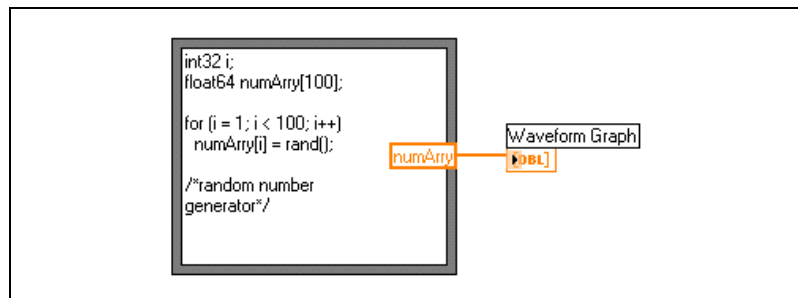 int32 i;
float64 numArry[100];
for (i = 1; i < 100; i++)
numArry[i] = rand();
/*random number
generator*/
numArry
Waveform Graph
DBL]